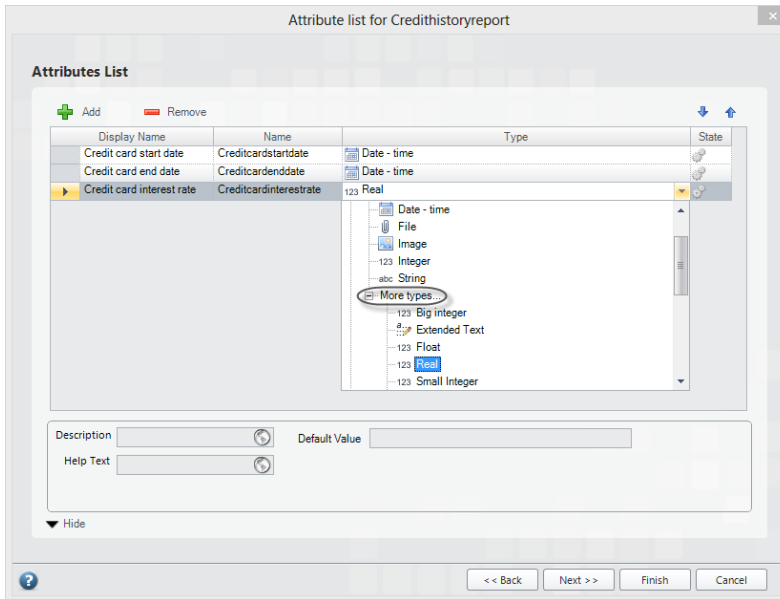 Attribute list for Credithistoryreport
Attributes List
Add Remove
Display Name Name Type State
Credit card start date Creditcardstartdate Date - time
Credit card end date Creditcardenddate Date - time
Credit card interest rate Creditcardinterestrate 123 Real
Date - time
File
Image
123 Integer
abc String
More types...
123 Big integer
a Extended Text
123 Float
123 Real
123 Small Integer
Description Default Value
Help Text
Hide
<< Back Next >> Finish Cancel